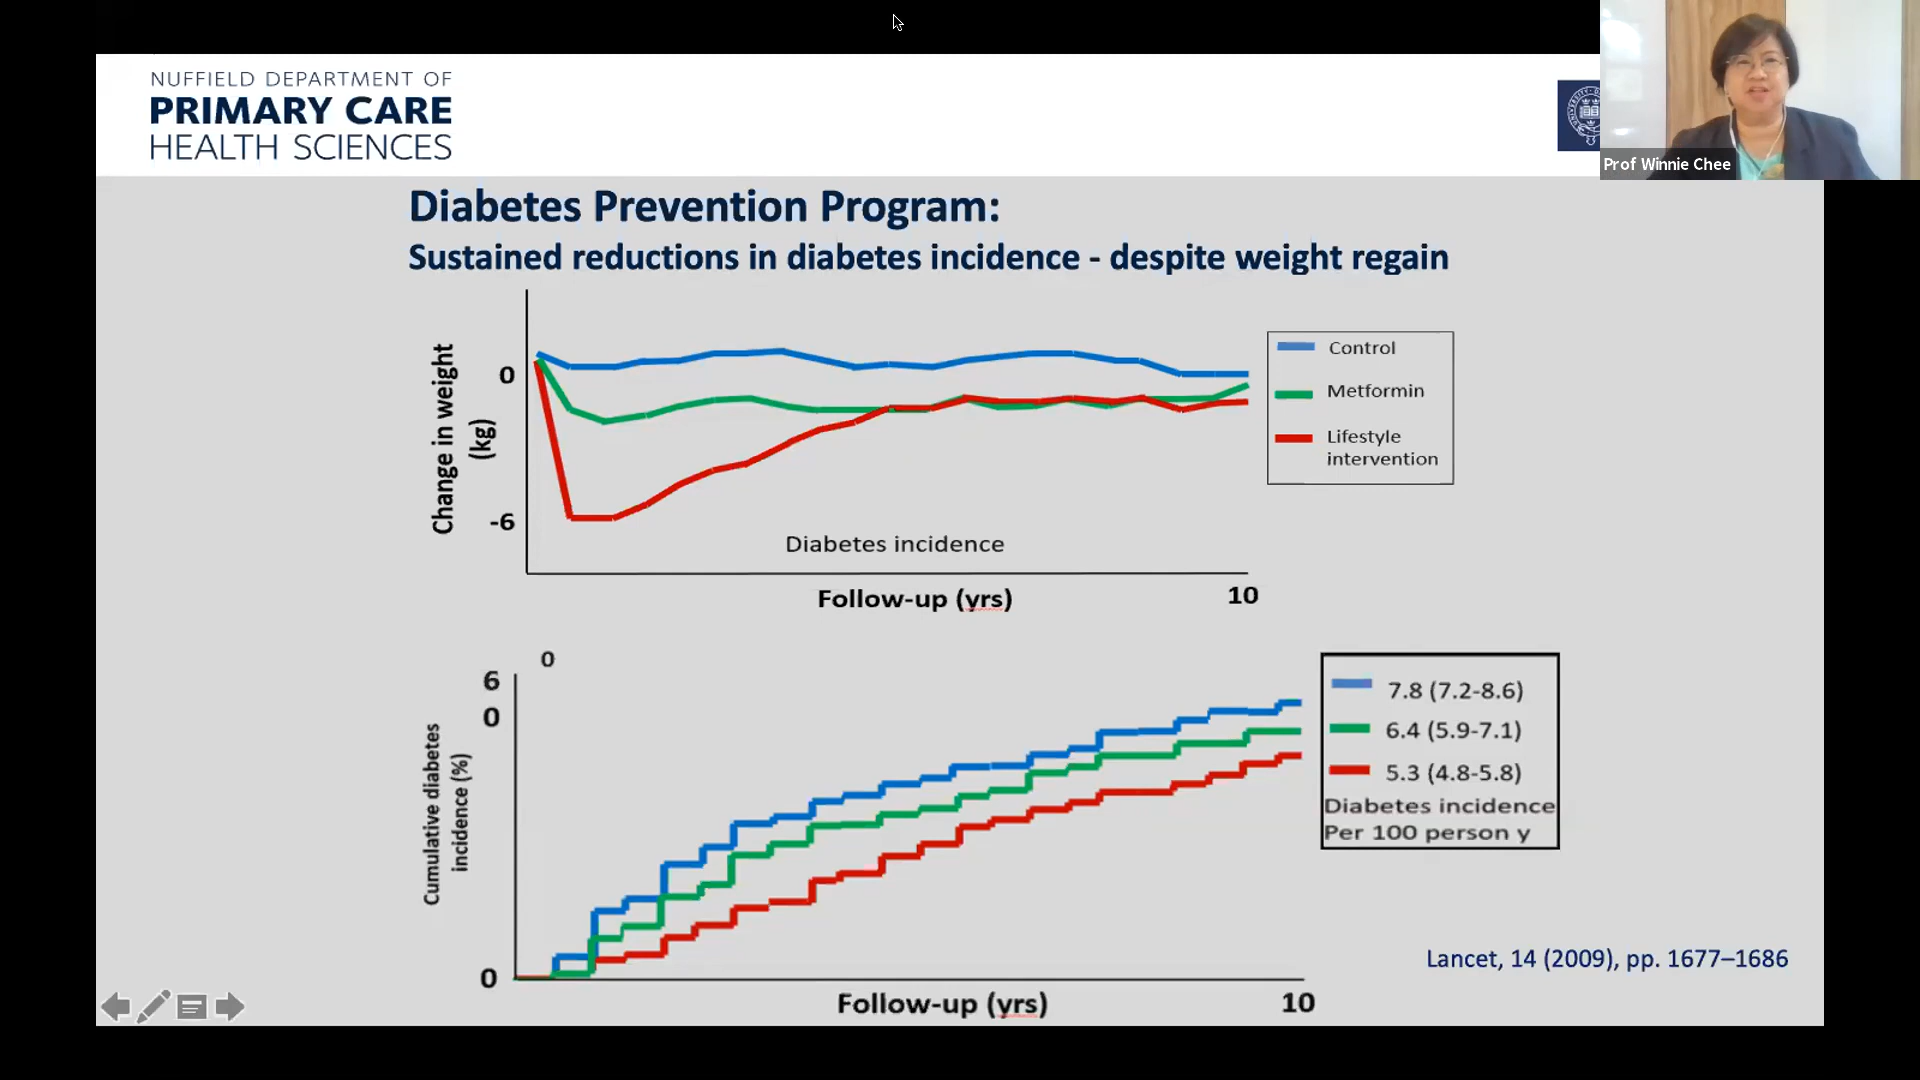 NUFFIELD DEPARTMENT OF
PRIMARY CARE
HEALTH SCIENCES
Prof Winnie Chee
Diabetes Prevention Program:
Sustained reductions in diabetes incidence - despite weight regain
Change in weight
(kg)
0
-6
Control
Metformin
Lifestyle
intervention
Diabetes incidence
Follow-up (yrs)
10
0
6
0
Cumulative diabetes
incidence (%)
0
7.8 (7.2-8.6)
6.4 (5.9-7.1)
5.3 (4.8-5.8)
Diabetes incidence
Per 100 person y
Lancet, 14 (2009), pp. 1677–1686
Follow-up (yrs)
10